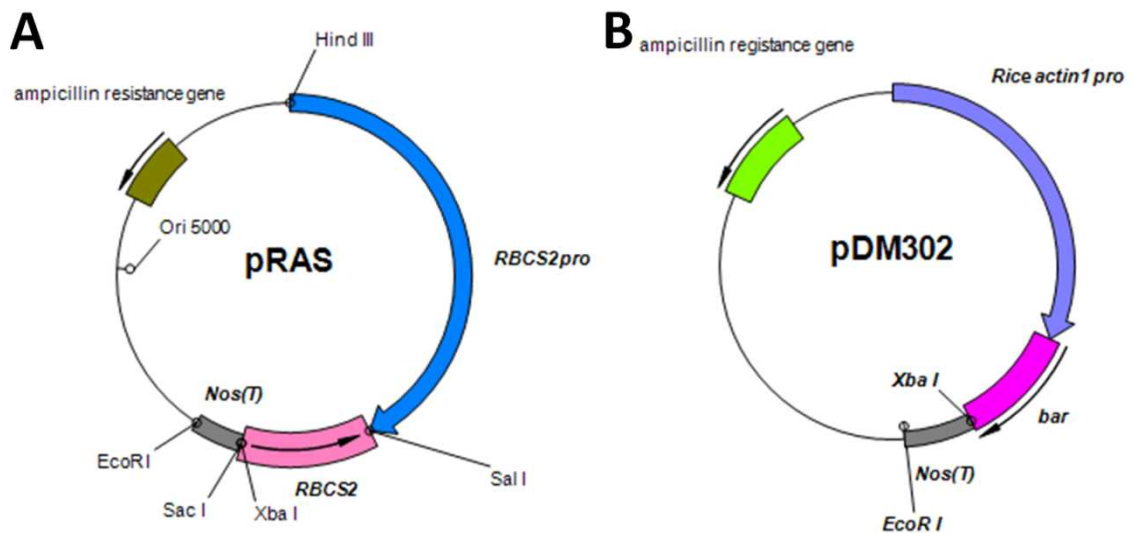 A
Hind III
ampicillin resistance gene
Ori 5000
pRAS
RBCS2pro
Nos(T)
EcoRI
Sac I
Xba I
RBCS2
Sal I
B
ampicillin registance gene
Rice actin1 pro
pDM302
Xba I
bar
Nos(T)
EcoR I